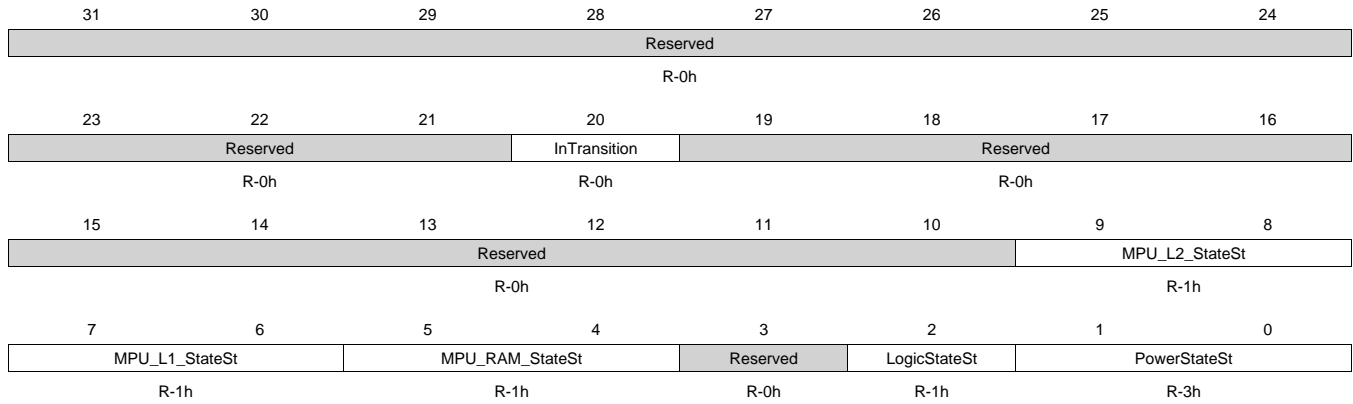 31 30 29 28 27 26 25 24
Reserved
R-0h
23 22 21 20 19 18 17 16
Reserved InTransition Reserved
R-0h R-0h R-0h
15 14 13 12 11 10 9 8
Reserved MPU_L2_StateSt
R-0h R-1h
7 6 5 4 3 2 1 0
MPU_L1_StateSt MPU_RAM_StateSt Reserved LogicStateSt PowerStateSt
R-1h R-1h R-0h R-1h R-3h